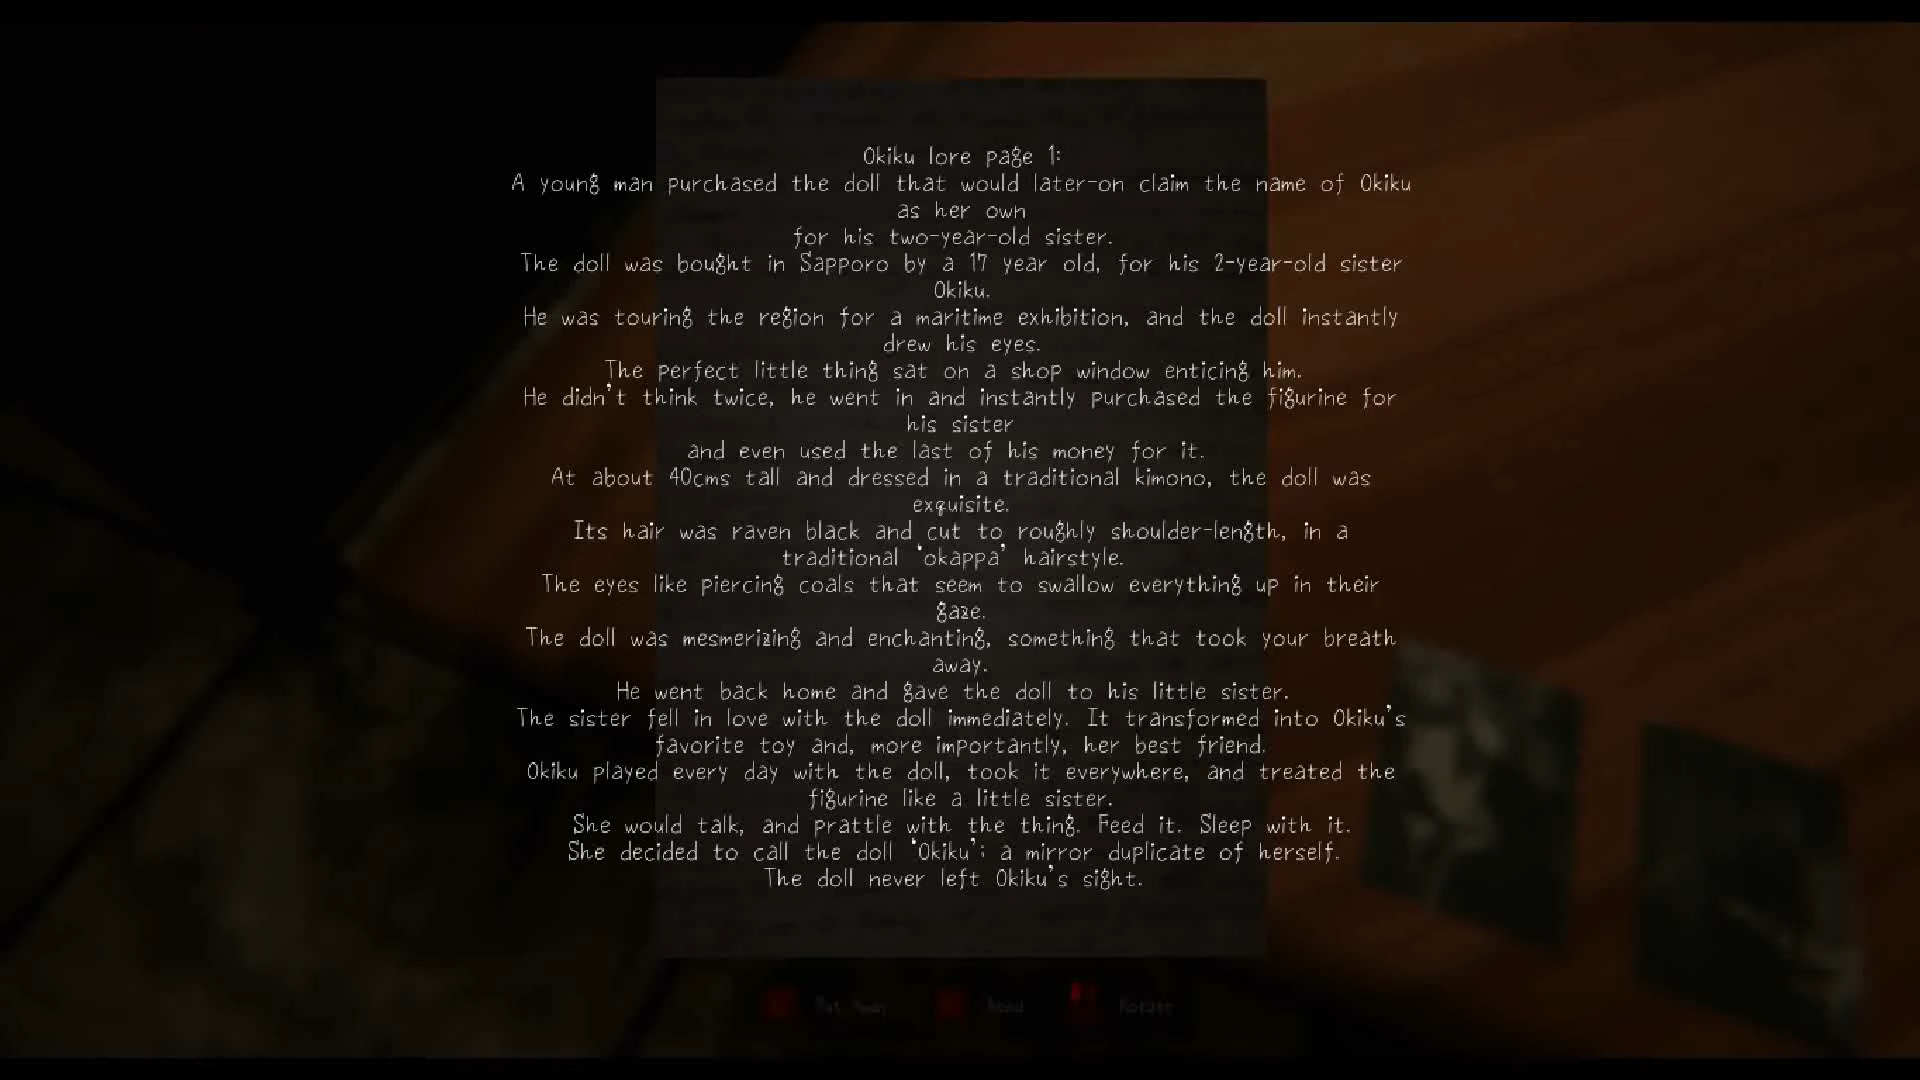 Okiku lore page 1:
A young man purchased the doll that would later-on claim the name of Okiku
as her own
for his two-year-old sister.
The doll was bought in Sapporo by a 17 year old, for his 2-year-old sister
Okiku.
He was touring the region for a maritime exhibition, and the doll instantly
drew his eyes.
The perfect little thing sat on a shop window enticing him.
He didn't think twice, he went in and instantly purchased the figurine for
his sister
and even used the last of his money for it.
At about 40cms tall and dressed in a traditional kimono, the doll was
exquisite.
Its hair was raven black and cut to roughly shoulder-length, in a
traditional 'okappa' hairstyle.
The eyes like piercing coals that seem to swallow everything up in their
gaze.
The doll was mesmerizing and enchanting, something that took your breath
away.
He went back home and gave the doll to his little sister.
The sister fell in love with the doll immediately. It transformed into Okiku's
favorite toy and, more importantly, her best friend.
Okiku played every day with the doll, took it everywhere, and treated the
figurine like a little sister.
She would talk, and prattle with the thing. Feed it. Sleep with it.
She decided to call the doll 'Okiku'; a mirror duplicate of herself.
The doll never left Okiku's sight.
Put Away Read Rotate